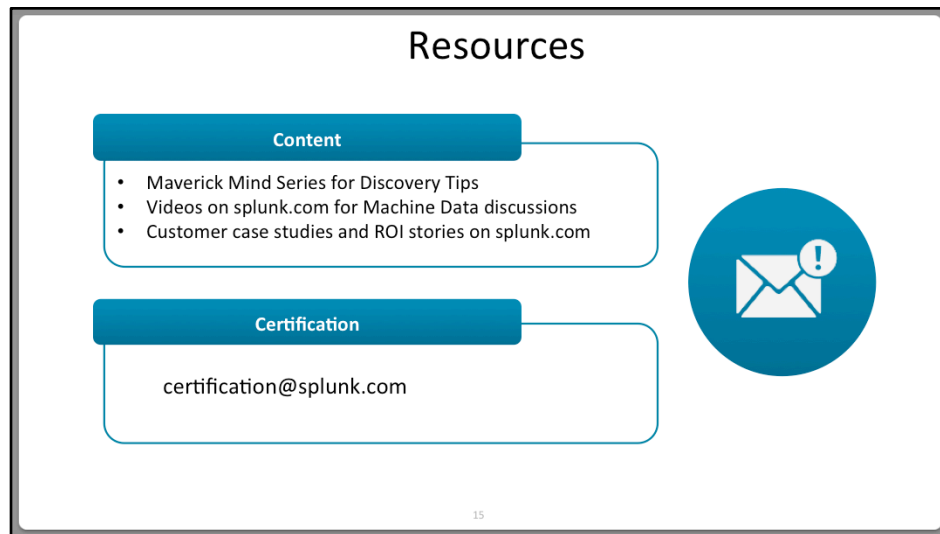 Resources
Content
• Maverick Mind Series for Discovery Tips
• Videos on splunk.com for Machine Data discussions
• Customer case studies and ROI stories on splunk.com
!
Certification
certification@splunk.com
15